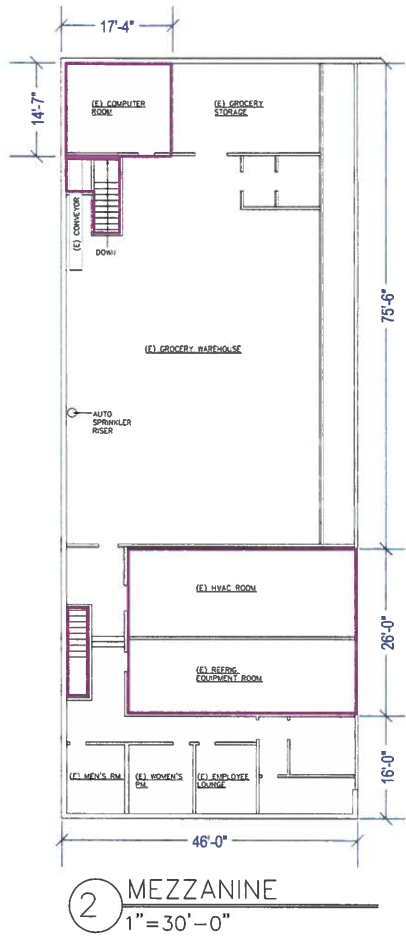 17'-4"
14'-7"
(E) COMPUTER
ROOM
(E) GROCERY
STORAGE
(E) CONVEYOR
DOWN
75'-6"
(E) GROCERY WAREHOUSE
AUTO
SPRINKLER
RISER
(E) HVAC ROOM
26'-0"
(E) REFRIG.
EQUIPMENT ROOM
(E) MEN'S RM.
(E) WOMEN'S
RM.
(E) EMPLOYEE
LOUNGE
16'-0"
46'-0"
2 MEZZANINE
1"=30'-0"